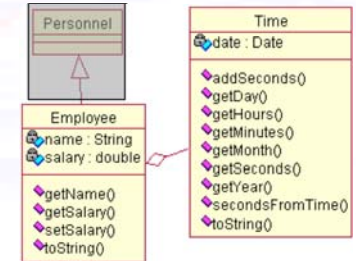 Personnel
Employee
name : String
salary : double
getName()
getSalary()
setSalary()
toString()
Time
date : Date
addSeconds()
getDay()
getHours()
getMinutes()
getMonth()
getSeconds()
getYear()
secondsFromTime()
toString()